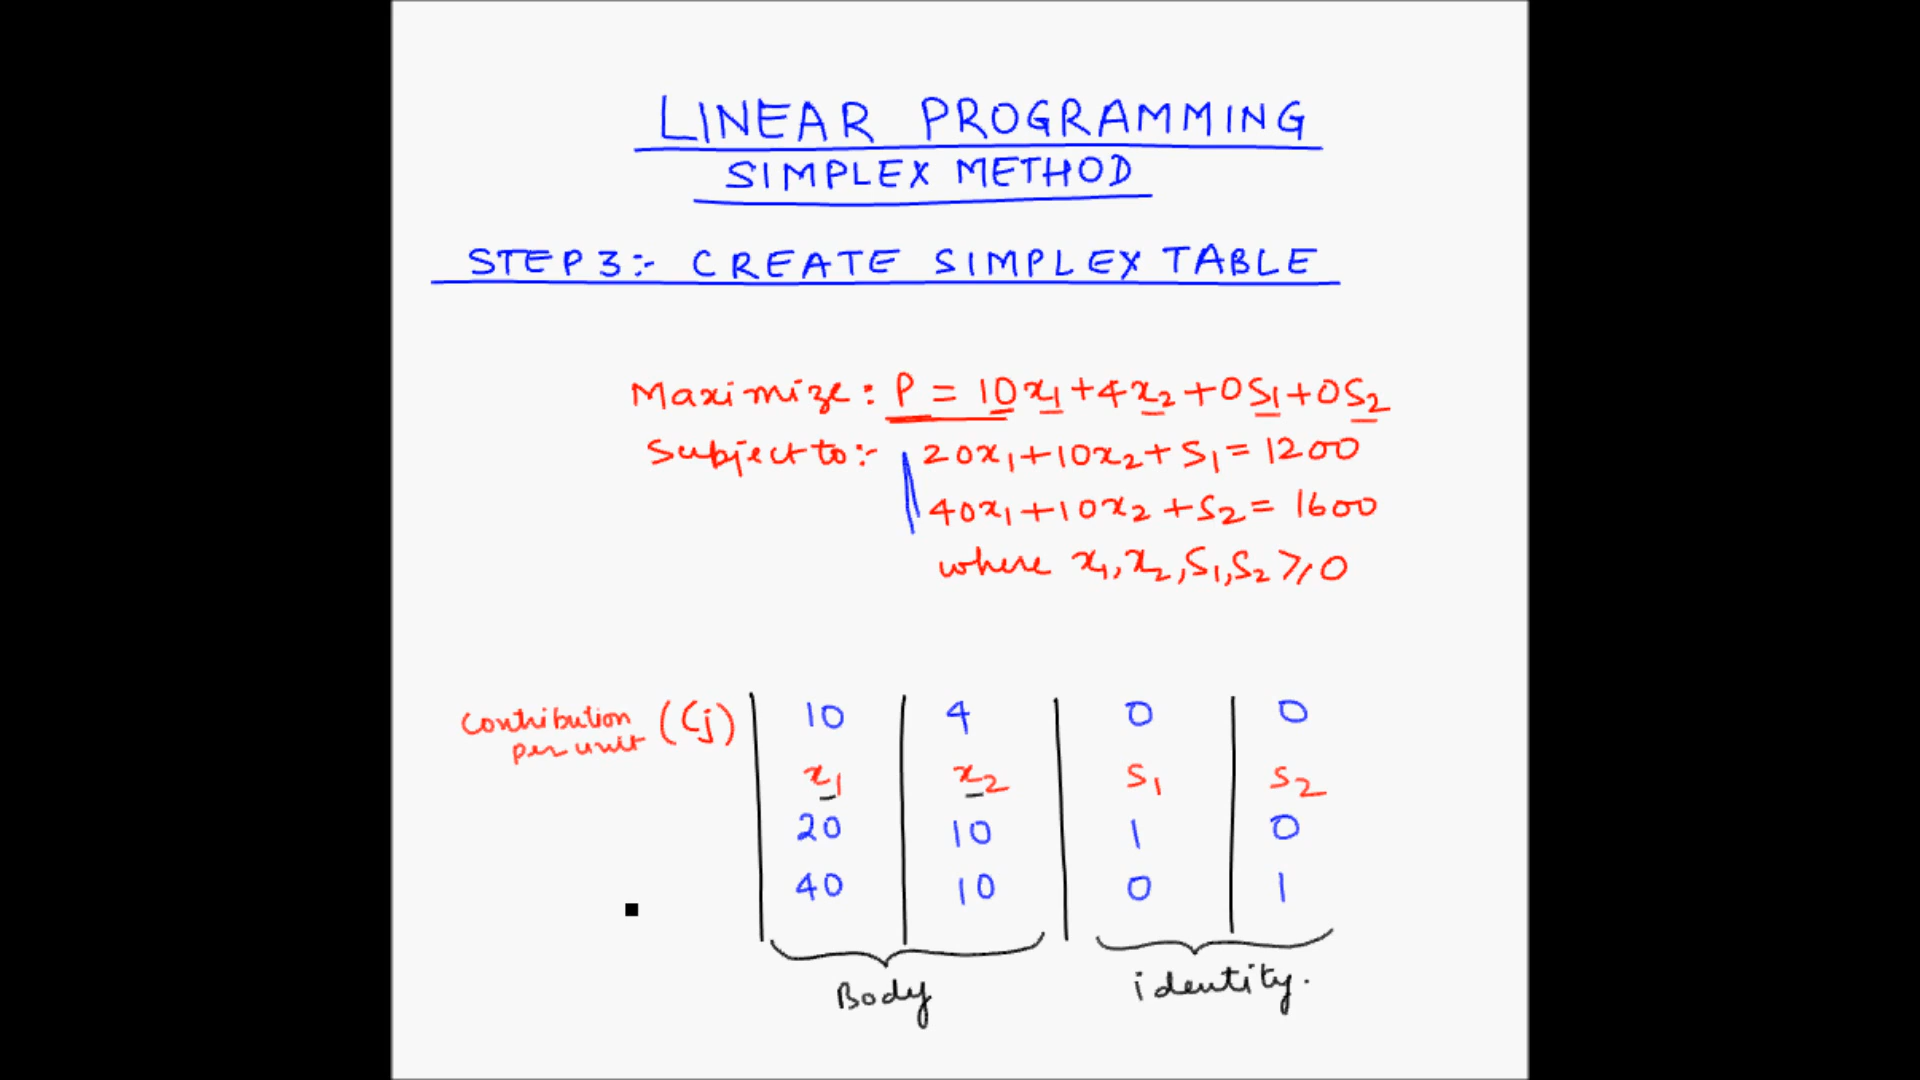 LINEAR PROGRAMMING
SIMPLEX METHOD
STEP 3:- CREATE SIMPLEX TABLE
Maximize: P = 10x₁+4x₂+0S₁+0S₂
Subject to:- 20x₁+10x₂+S₁=1200
40x₁+10x₂+S₂=1600
where x₁,x₂,S₁,S₂ ≥ 0
Contribution per unit (Cj) 10 4 0 0
x₁ x₂ S₁ S₂
20 10 1 0
40 10 0 1
Body identity.